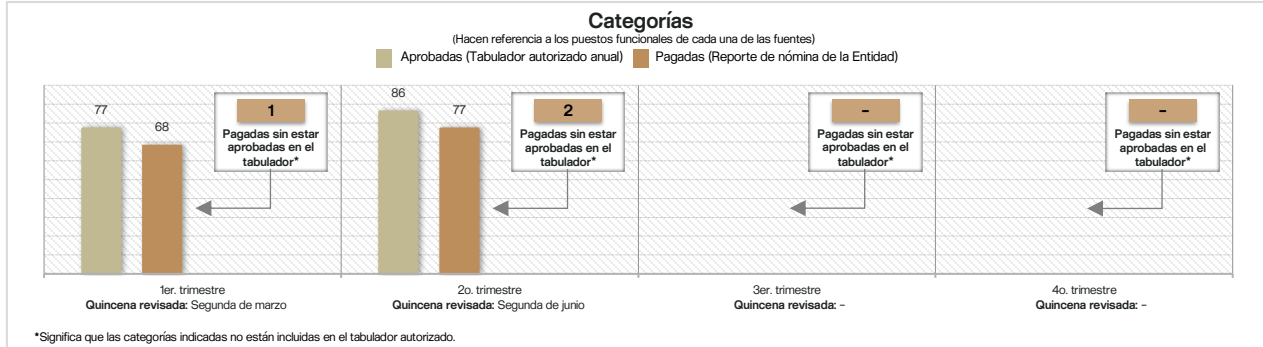 Categorías
(Hacen referencia a los puestos funcionales de cada una de las fuentes)
Aprobadas (Tabulador autorizado anual) Pagadas (Reporte de nómina de la Entidad)
77
68
1
Pagadas sin estar
aprobadas en el
tabulador*
86
77
2
Pagadas sin estar
aprobadas en el
tabulador*
-
Pagadas sin estar
aprobadas en el
tabulador*
-
Pagadas sin estar
aprobadas en el
tabulador*
1er. trimestre
Quincena revisada: Segunda de marzo
2o. trimestre
Quincena revisada: Segunda de junio
3er. trimestre
Quincena revisada: -
4o. trimestre
Quincena revisada: -
*Significa que las categorías indicadas no están incluidas en el tabulador autorizado.